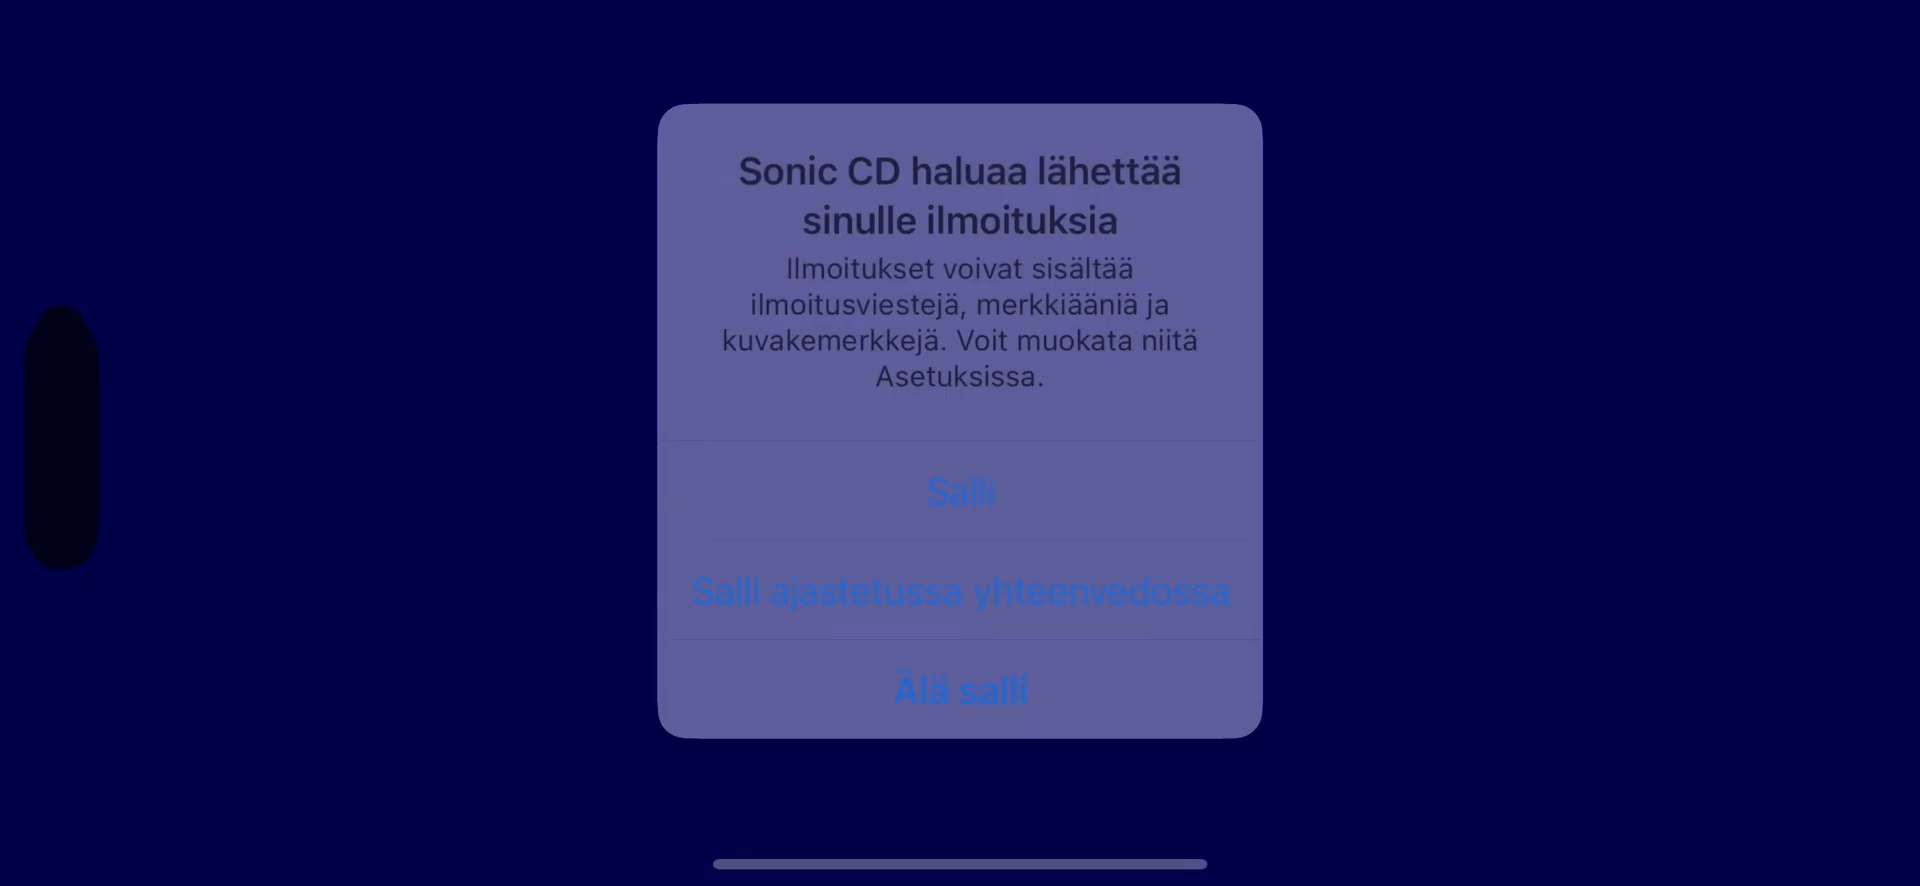 Sonic CD haluaa lähettää
sinulle ilmoituksia
Ilmoitukset voivat sisältää
ilmoitusviestejä, merkkiääniä ja
kuvakemerkkejä. Voit muokata niitä
Asetuksissa.
Salli
Salli ajastetussa yhteenvedossa
Älä salli